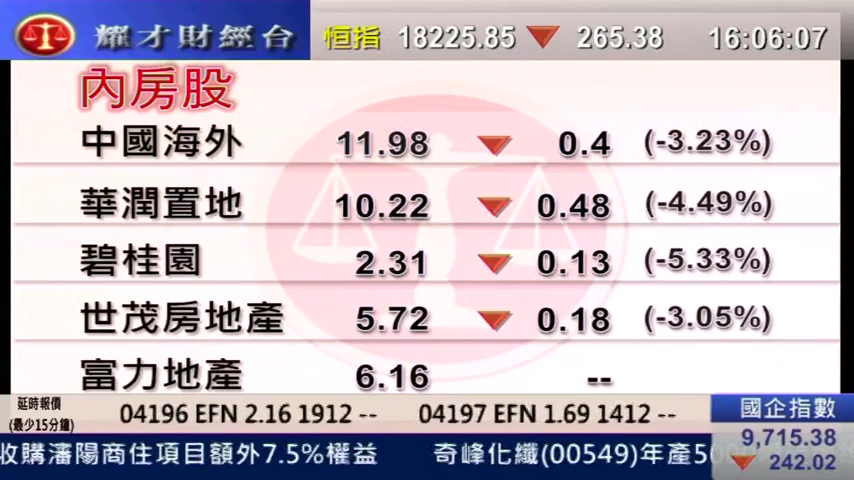 耀才財經台 恒指 18225.85 ▼ 265.38 16:06:07
內房股
中國海外 11.98 ▼ 0.4 (-3.23%)
華潤置地 10.22 ▼ 0.48 (-4.49%)
碧桂園 2.31 ▼ 0.13 (-5.33%)
世茂房地產 5.72 ▼ 0.18 (-3.05%)
富力地產 6.16 --
延時報價
(最少15分鐘)
04196 EFN 2.16 1912 -- 04197 EFN 1.69 1412 --
國企指數
9,715.38
▼ 242.02
收購瀋陽商住項目額外7.5%權益 奇峰化纖(00549)年產50